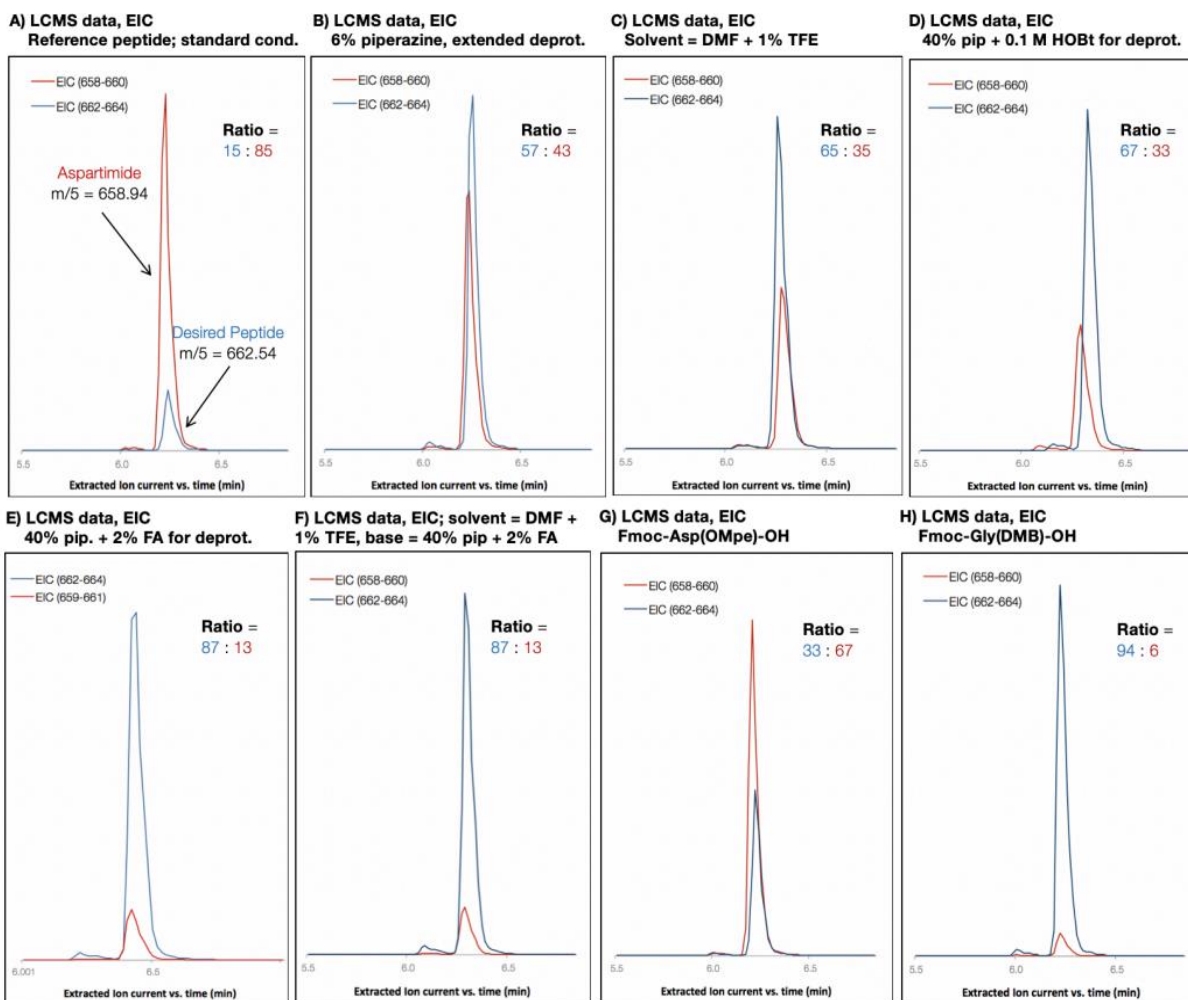 A) LCMS data, EIC
Reference peptide; standard cond.
EIC (658-660)
EIC (662-664)
Ratio =
15 : 85
Aspartimide
m/5 = 658.94
Desired Peptide
m/5 = 662.54
5.5 6.0 6.5
Extracted Ion current vs. time (min)
B) LCMS data, EIC
6% piperazine, extended deprot.
EIC (658-660)
EIC (662-664)
Ratio =
57 : 43
5.5 6.0 6.5
Extracted Ion current vs. time (min)
C) LCMS data, EIC
Solvent = DMF + 1% TFE
EIC (658-660)
EIC (662-664)
Ratio =
65 : 35
5.5 6.0 6.5
Extracted Ion current vs. time (min)
D) LCMS data, EIC
40% pip + 0.1 M HOBt for deprot.
EIC (658-660)
EIC (662-664)
Ratio =
67 : 33
5.5 6.0 6.5
Extracted Ion current vs. time (min)
E) LCMS data, EIC
40% pip. + 2% FA for deprot.
EIC (662-664)
EIC (659-661)
Ratio =
87 : 13
6.001 6.5
Extracted Ion current vs. time (min)
F) LCMS data, EIC; solvent = DMF +
1% TFE, base = 40% pip + 2% FA
EIC (658-660)
EIC (662-664)
Ratio =
87 : 13
5.5 6.0 6.5
Extracted Ion current vs. time (min)
G) LCMS data, EIC
Fmoc-Asp(OMpe)-OH
EIC (658-660)
EIC (662-664)
Ratio =
33 : 67
5.5 6.0 6.5
Extracted Ion current vs. time (min)
H) LCMS data, EIC
Fmoc-Gly(DMB)-OH
EIC (658-660)
EIC (662-664)
Ratio =
94 : 6
5.5 6.0 6.5
Extracted Ion current vs. time (min)